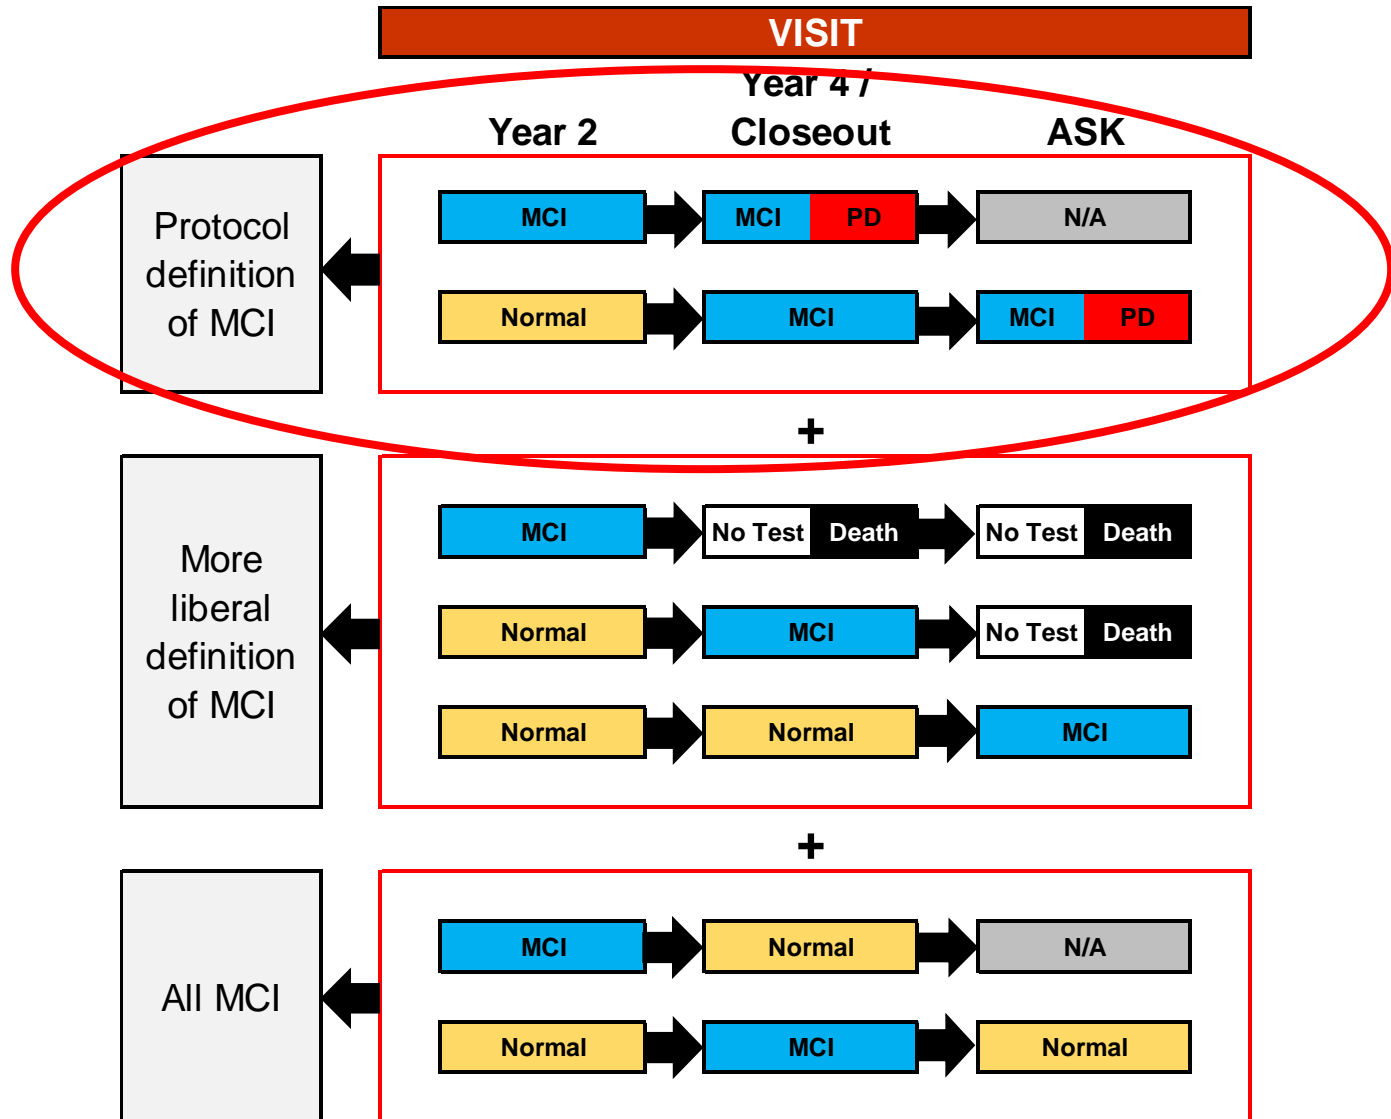 VISIT
Year 4 /
Year 2 Closeout ASK
Protocol
definition
of MCI
MCI MCI PD N/A
Normal MCI MCI PD
+
More
liberal
definition
of MCI
MCI No Test Death No Test Death
Normal MCI No Test Death
Normal Normal MCI
+
All MCI
MCI Normal N/A
Normal MCI Normal